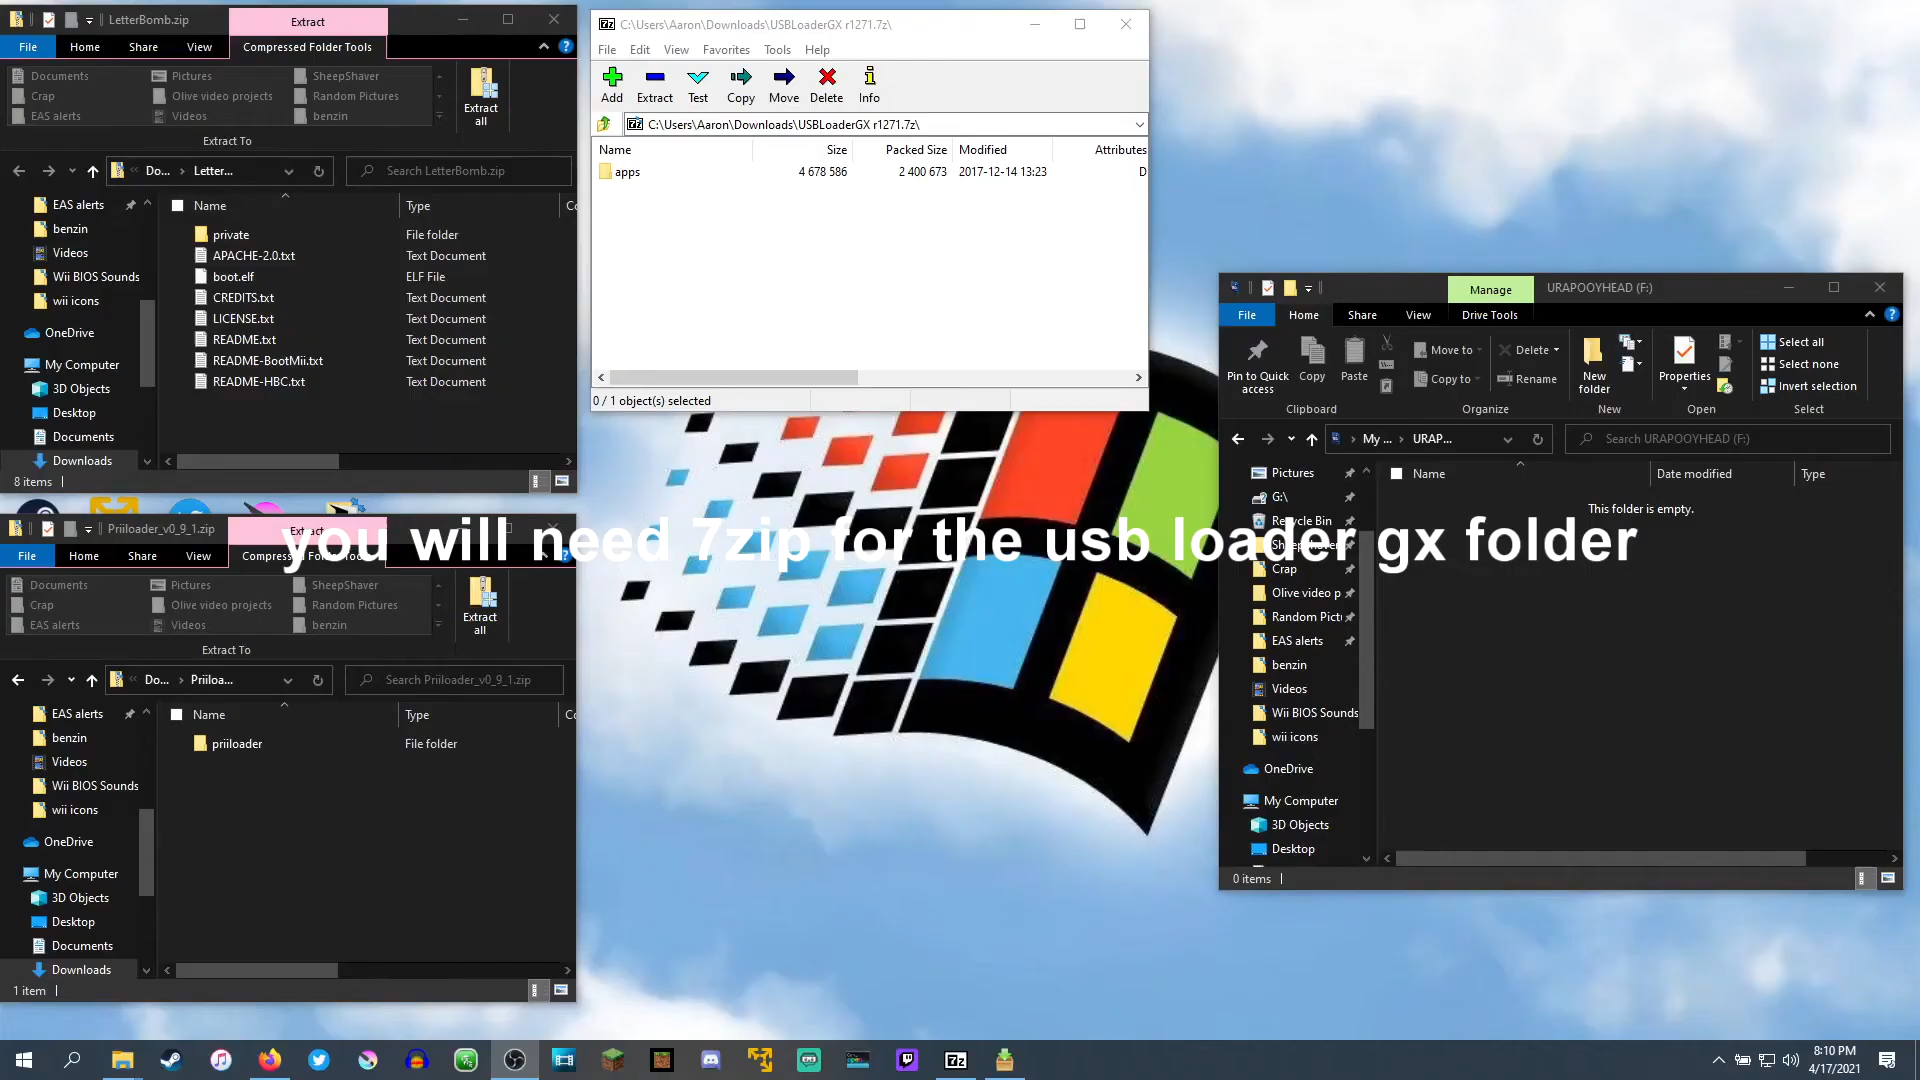 LetterBomb.zip
Extract
File
Home
Share
View
Compressed Folder Tools
Documents
Pictures
SheepShaver
Crap
Olive video projects
Random Pictures
EAS alerts
Videos
benzin
Extract all
Extract To
Do...
Letter...
Search LetterBomb.zip
EAS alerts
benzin
Videos
Wii BIOS Sounds
wii icons
OneDrive
My Computer
3D Objects
Desktop
Documents
Downloads
Name
Type
private
File folder
APACHE-2.0.txt
Text Document
boot.elf
ELF File
CREDITS.txt
Text Document
LICENSE.txt
Text Document
README.txt
Text Document
README-BootMii.txt
Text Document
README-HBC.txt
Text Document
8 items
C:\Users\Aaron\Downloads\USBLoaderGX r1271.7z\
File Edit View Favorites Tools Help
Add Extract Test Copy Move Delete Info
C:\Users\Aaron\Downloads\USBLoaderGX r1271.7z\
Name Size Packed Size Modified Attributes
apps 4 678 586 2 400 673 2017-12-14 13:23 D
0 / 1 object(s) selected
Manage
URAPOOYHEAD (F:)
File
Home
Share
View
Drive Tools
Pin to Quick access
Copy
Paste
Move to
Copy to
Delete
Rename
New folder
Properties
Select all
Select none
Invert selection
Clipboard
Organize
New
Open
Select
My ...
URAP...
Search URAPOOYHEAD (F:)
Pictures
G:\
Recycle Bin
SheepShaver
Crap
Olive video p
Random Pict
EAS alerts
benzin
Videos
Wii BIOS Sounds
wii icons
OneDrive
My Computer
3D Objects
Desktop
Name
Date modified
Type
This folder is empty.
0 items
you will need 7zip for the usb loader gx folder
Priiloader_v0_9_1.zip
Extract
File
Home
Share
View
Compressed Folder Tools
Documents
Pictures
SheepShaver
Crap
Olive video projects
Random Pictures
EAS alerts
Videos
benzin
Extract all
Extract To
Do...
Priiloa...
Search Priiloader_v0_9_1.zip
EAS alerts
benzin
Videos
Wii BIOS Sounds
wii icons
OneDrive
My Computer
3D Objects
Desktop
Documents
Downloads
Name
Type
priiloader
File folder
1 item
8:10 PM
4/17/2021